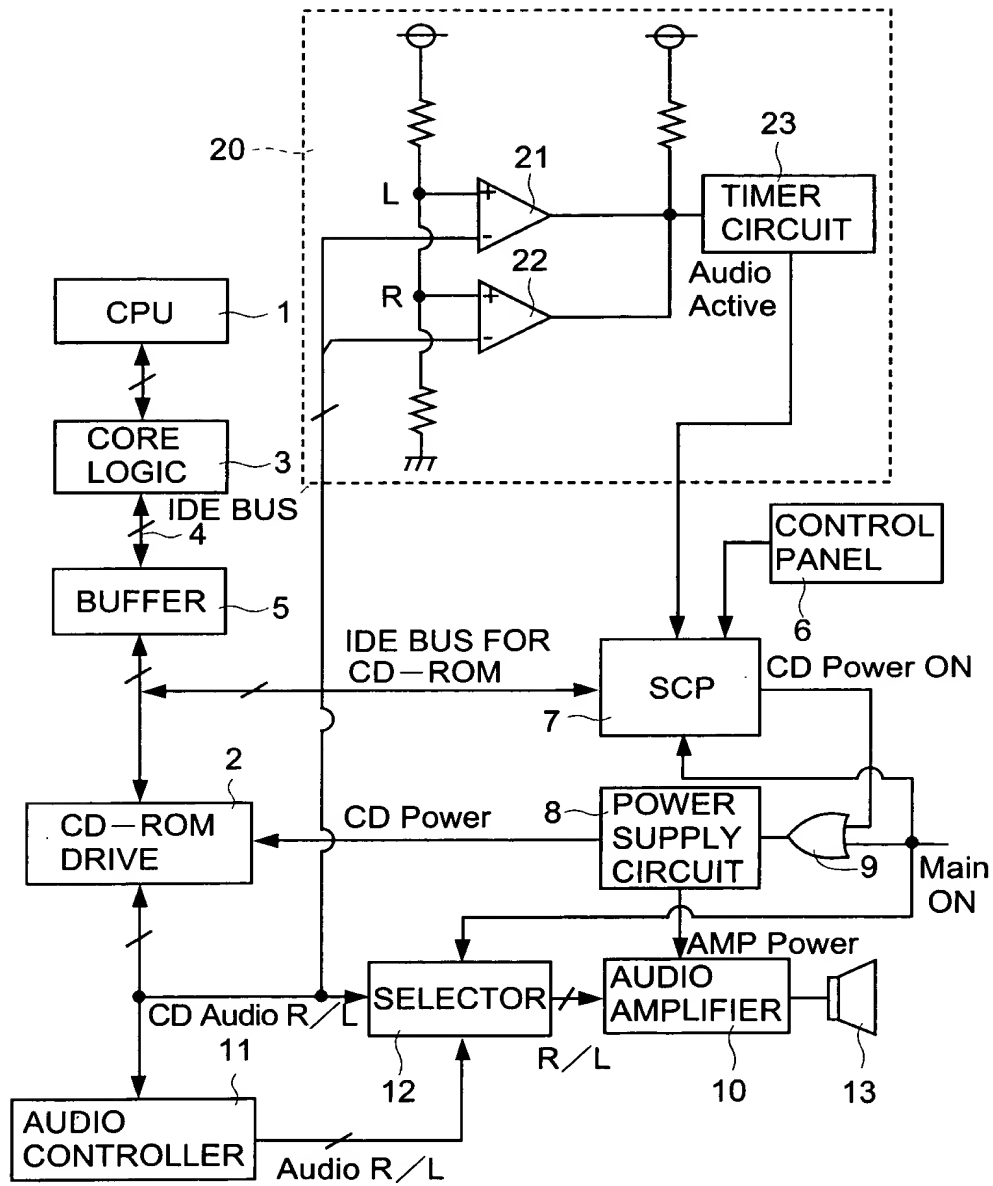 20
L
+
-
21
23
TIMER
CIRCUIT
R
+
-
22
Audio
Active
CPU
1
CORE
LOGIC
3
IDE BUS
4
BUFFER
5
CONTROL
PANEL
6
IDE BUS FOR
CD-ROM
SCP
7
CD Power ON
2
CD-ROM
DRIVE
CD Power
8
POWER
SUPPLY
CIRCUIT
9
Main
ON
AMP Power
CD Audio R/L
SELECTOR
12
R/L
AUDIO
AMPLIFIER
10
13
11
AUDIO
CONTROLLER
Audio R/L